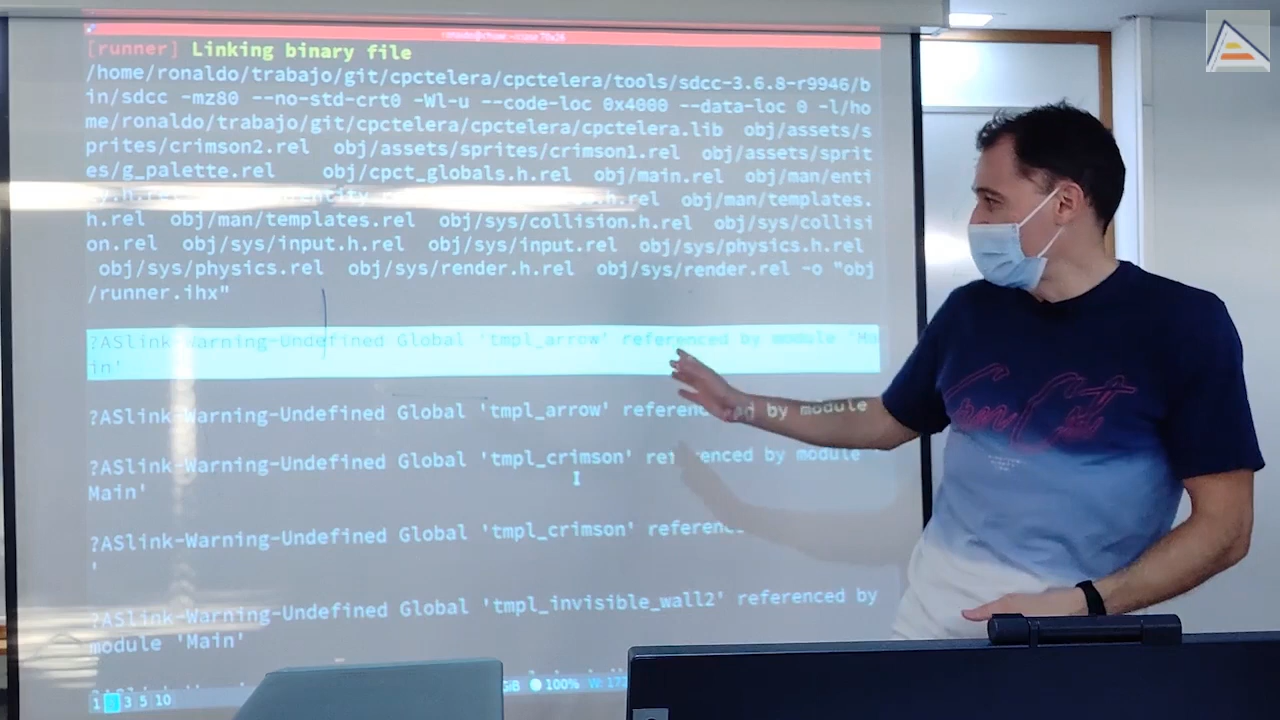 [runner] Linking binary file
/home/ronaldo/trabajo/git/cpctelera/cpctelera/tools/sdcc-3.6.8-r9946/b
in/sdcc -mz80 --no-std-crt0 -Wl-u --code-loc 0x4000 --data-loc 0 -l/ho
me/ronaldo/trabajo/git/cpctelera/cpctelera/cpctelera.lib obj/assets/s
prites/crimson2.rel obj/assets/sprites/crimson1.rel obj/assets/sprit
es/g_palette.rel obj/cpct_globals.h.rel obj/main.rel obj/man/enti
obj/man/templates.
h.rel obj/man/templates.rel obj/sys/collision.h.rel obj/sys/collisi
on.rel obj/sys/input.h.rel obj/sys/input.rel obj/sys/physics.h.rel
obj/sys/physics.rel obj/sys/render.h.rel obj/sys/render.rel -o "obj
/runner.ihx"
?ASlink-Warning-Undefined Global 'tmpl_arrow' referenced by module 'Ma
in'
?ASlink-Warning-Undefined Global 'tmpl_arrow' referenced by module
?ASlink-Warning-Undefined Global 'tmpl_crimson' referenced by module
Main'
?ASlink-Warning-Undefined Global 'tmpl_crimson' referenc
'
?ASlink-Warning-Undefined Global 'tmpl_invisible_wall2' referenced by
module 'Main'
1 3 5 10 GiB 100%